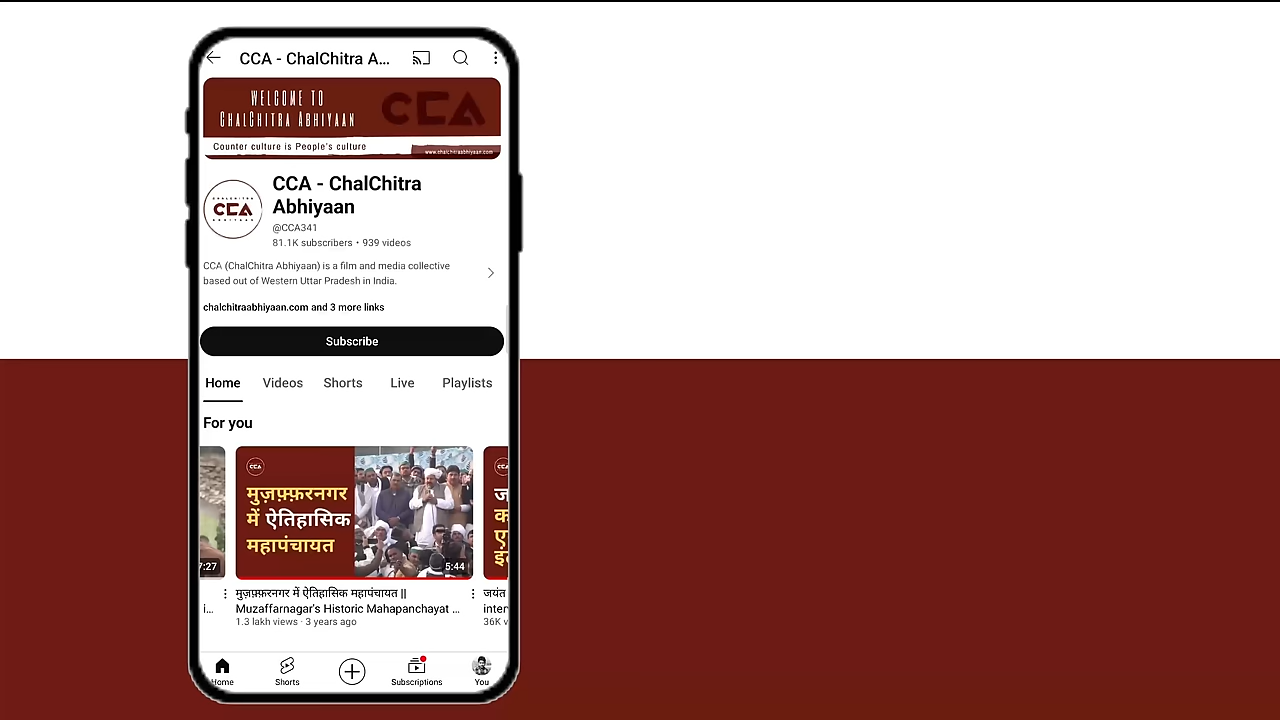 CCA - ChalChitra A...
WELCOME TO
CHALCHITRA ABHIYAAN
CCA
Counter culture is People's culture
www.chalchitraabhiyaan.com
CHALCHITRA
CCA
ABHIYAAN
CCA - ChalChitra
Abhiyaan
@CCA341
81.1K subscribers • 939 videos
CCA (ChalChitra Abhiyaan) is a film and media collective
based out of Western Uttar Pradesh in India.
chalchitraabhiyaan.com and 3 more links
Subscribe
Home Videos Shorts Live Playlists
For you
CCA
मुज़फ़्फ़रनगर
में ऐतिहासिक
महापंचायत
7:27
5:44
मुज़फ़्फ़रनगर में ऐतिहासिक महापंचायत ||
Muzaffarnagar's Historic Mahapanchayat ...
1.3 lakh views · 3 years ago
i...
जयंत
inter
36K v
Home Shorts Subscriptions You